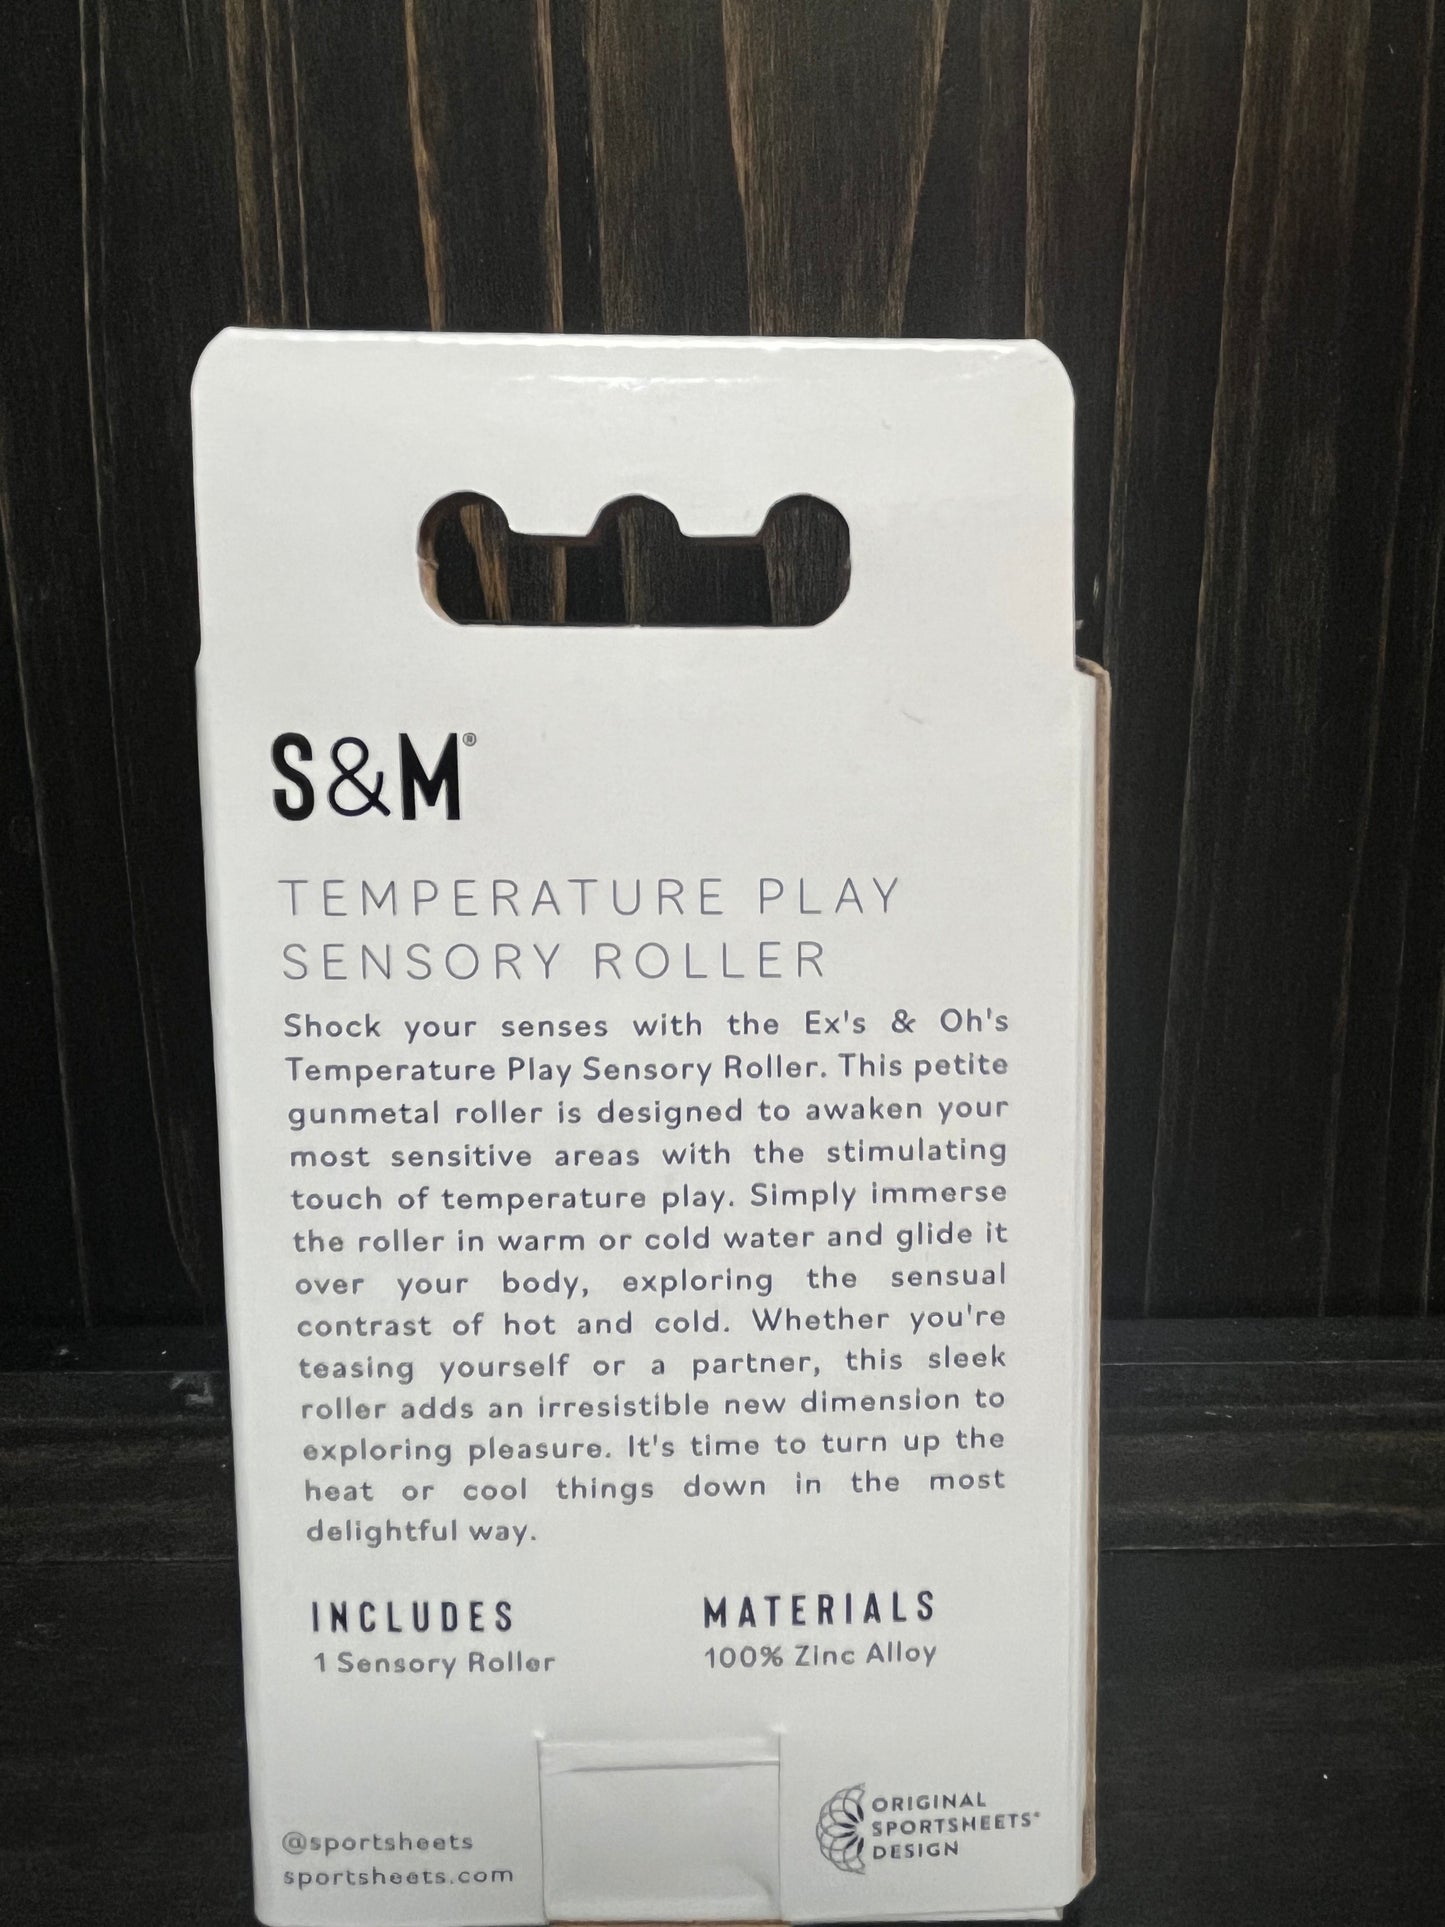 S&M®
TEMPERATURE PLAY
SENSORY ROLLER
Shock your senses with the Ex's & Oh's
Temperature Play Sensory Roller. This petite
gunmetal roller is designed to awaken your
most sensitive areas with the stimulating
touch of temperature play. Simply immerse
the roller in warm or cold water and glide it
over your body, exploring the sensual
contrast of hot and cold. Whether you're
teasing yourself or a partner, this sleek
roller adds an irresistible new dimension to
exploring pleasure. It's time to turn up the
heat or cool things down in the most
delightful way.
INCLUDES
1 Sensory Roller
MATERIALS
100% Zinc Alloy
@sportsheets
sportsheets.com
ORIGINAL
SPORTSHEETS®
DESIGN